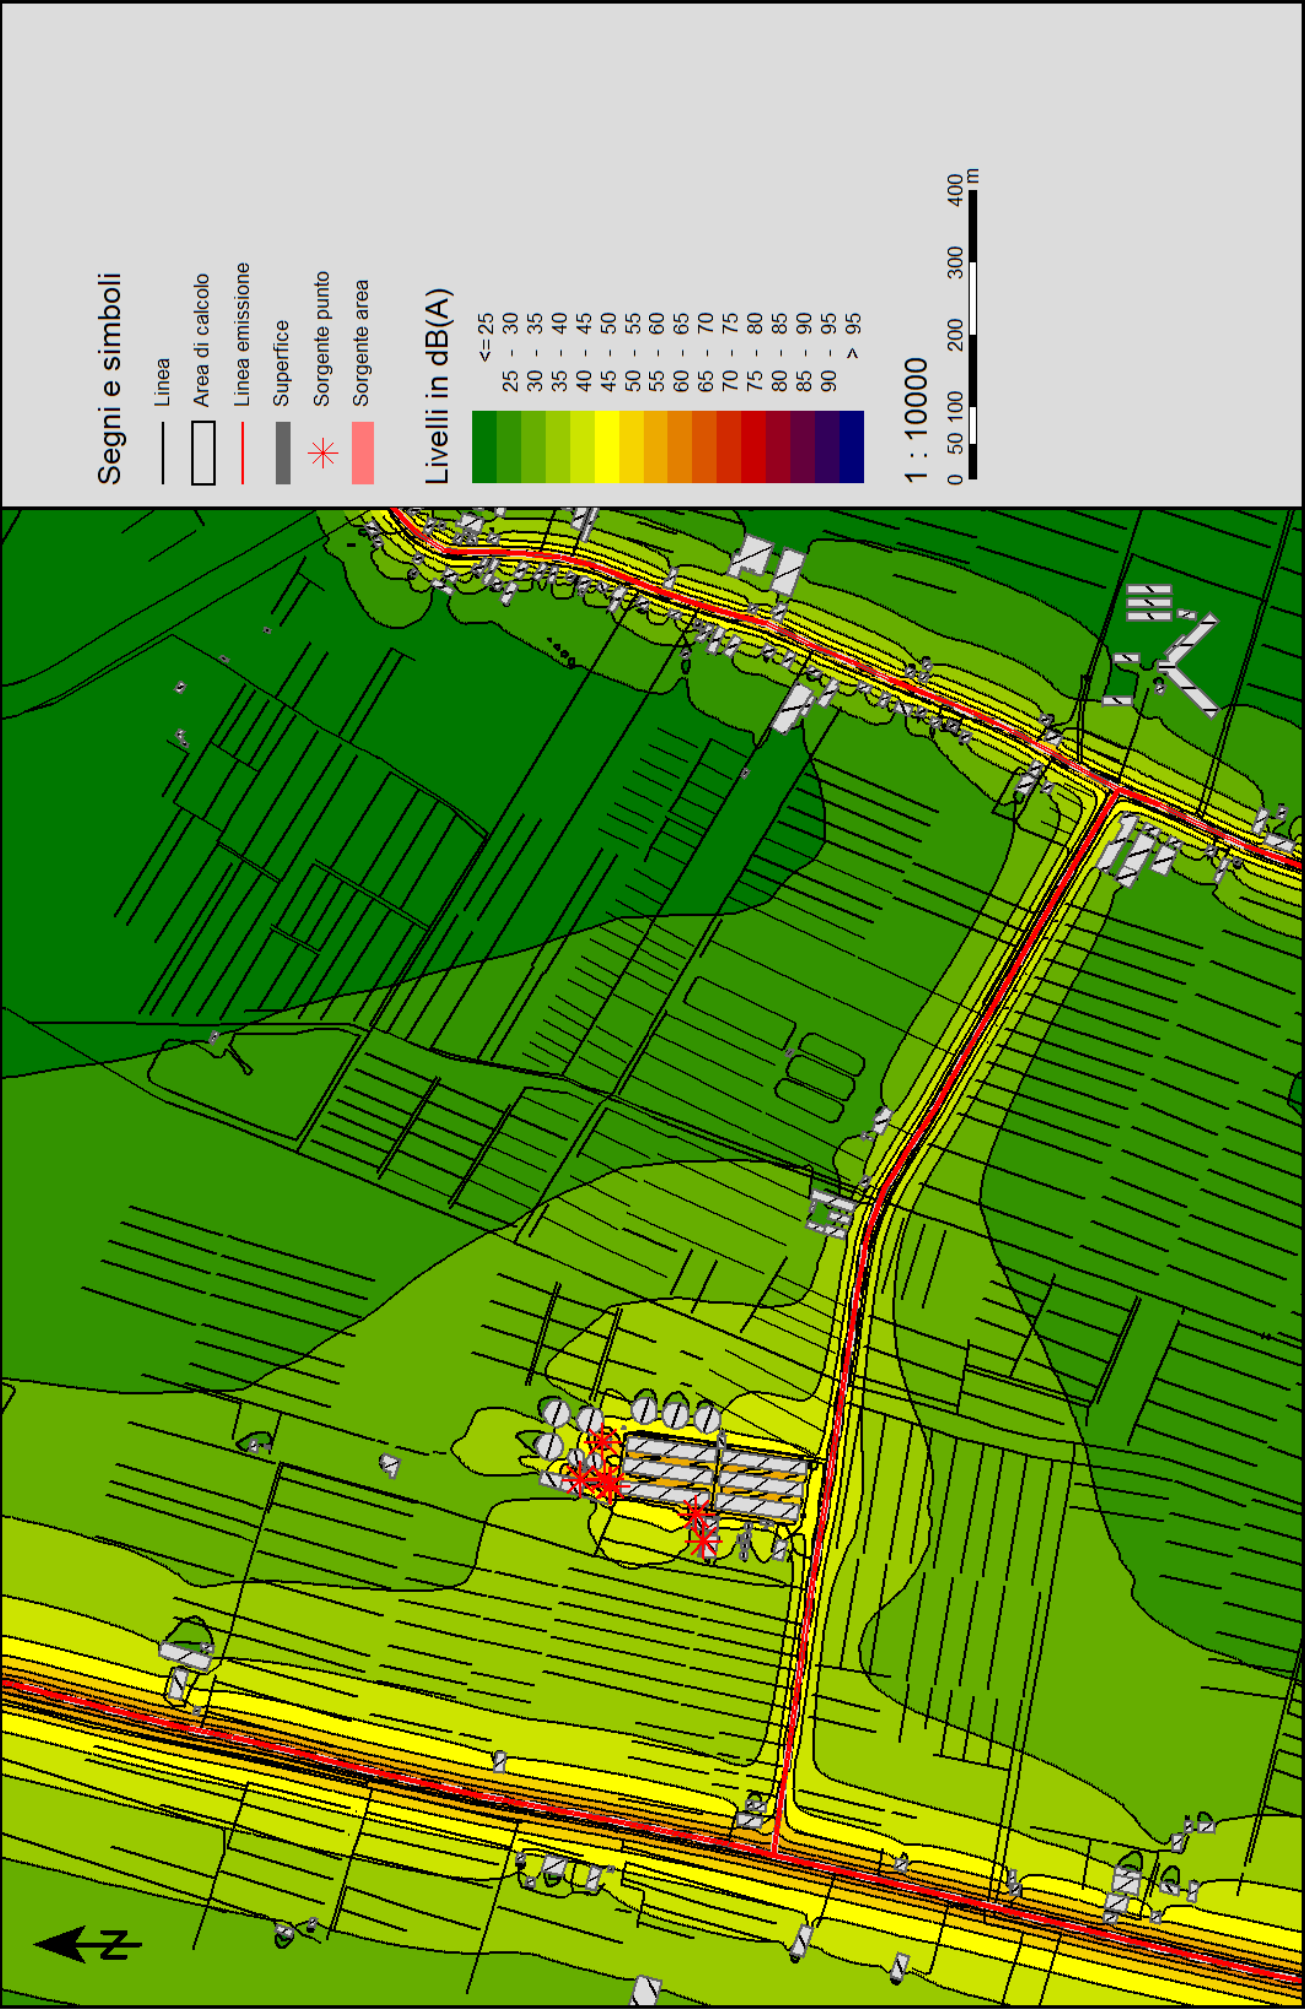 Segni e simboli
Linea
Area di calcolo
Linea emissione
Superfice
Sorgente punto
Sorgente area
Livelli in dB(A)
<= 25
25 - 30
30 - 35
35 - 40
40 - 45
45 - 50
50 - 55
55 - 60
60 - 65
65 - 70
70 - 75
75 - 80
80 - 85
85 - 90
90 - 95
> 95
1 : 10000
0 50 100 200 300 400
m
N